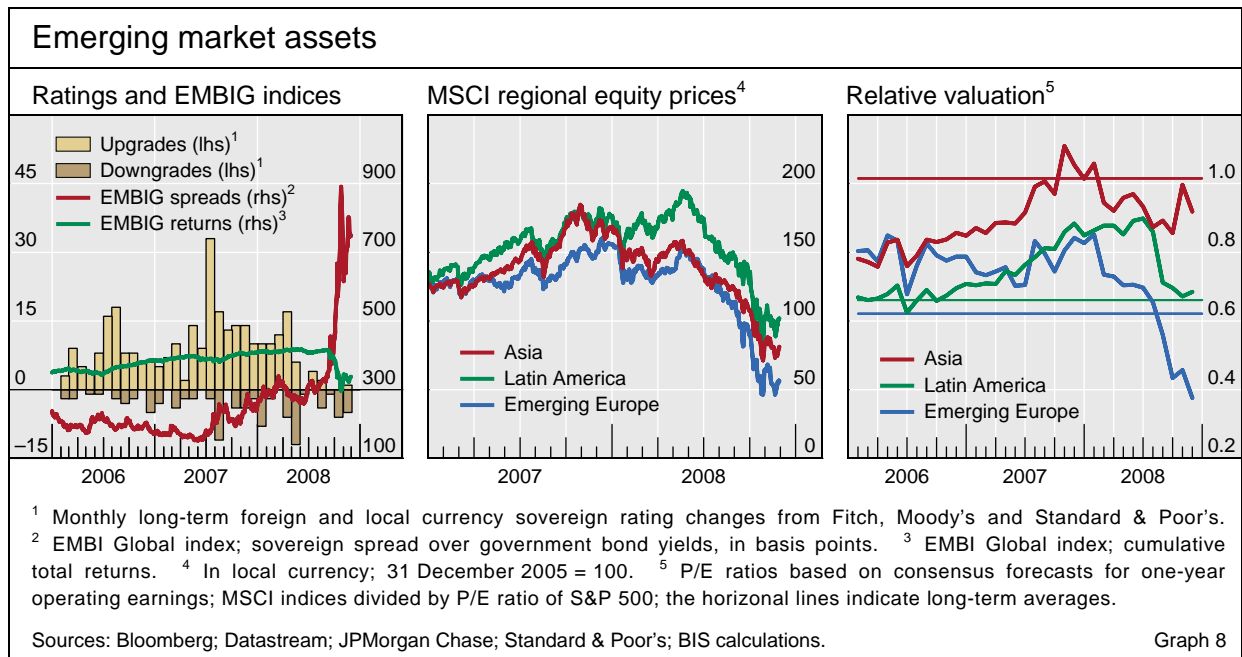 Emerging market assets
Ratings and EMBIG indices
Upgrades (lhs)1
Downgrades (lhs)1
EMBIG spreads (rhs)2
EMBIG returns (rhs)3
45
30
15
0
–15
900
700
500
300
100
2006
2007
2008
MSCI regional equity prices4
Asia
Latin America
Emerging Europe
200
150
100
50
0
2007
2008
Relative valuation5
Asia
Latin America
Emerging Europe
1.0
0.8
0.6
0.4
0.2
2006
2007
2008
1 Monthly long-term foreign and local currency sovereign rating changes from Fitch, Moody's and Standard & Poor's.
2 EMBI Global index; sovereign spread over government bond yields, in basis points. 3 EMBI Global index; cumulative
total returns. 4 In local currency; 31 December 2005 = 100. 5 P/E ratios based on consensus forecasts for one-year
operating earnings; MSCI indices divided by P/E ratio of S&P 500; the horizonal lines indicate long-term averages.
Sources: Bloomberg; Datastream; JPMorgan Chase; Standard & Poor's; BIS calculations.
Graph 8